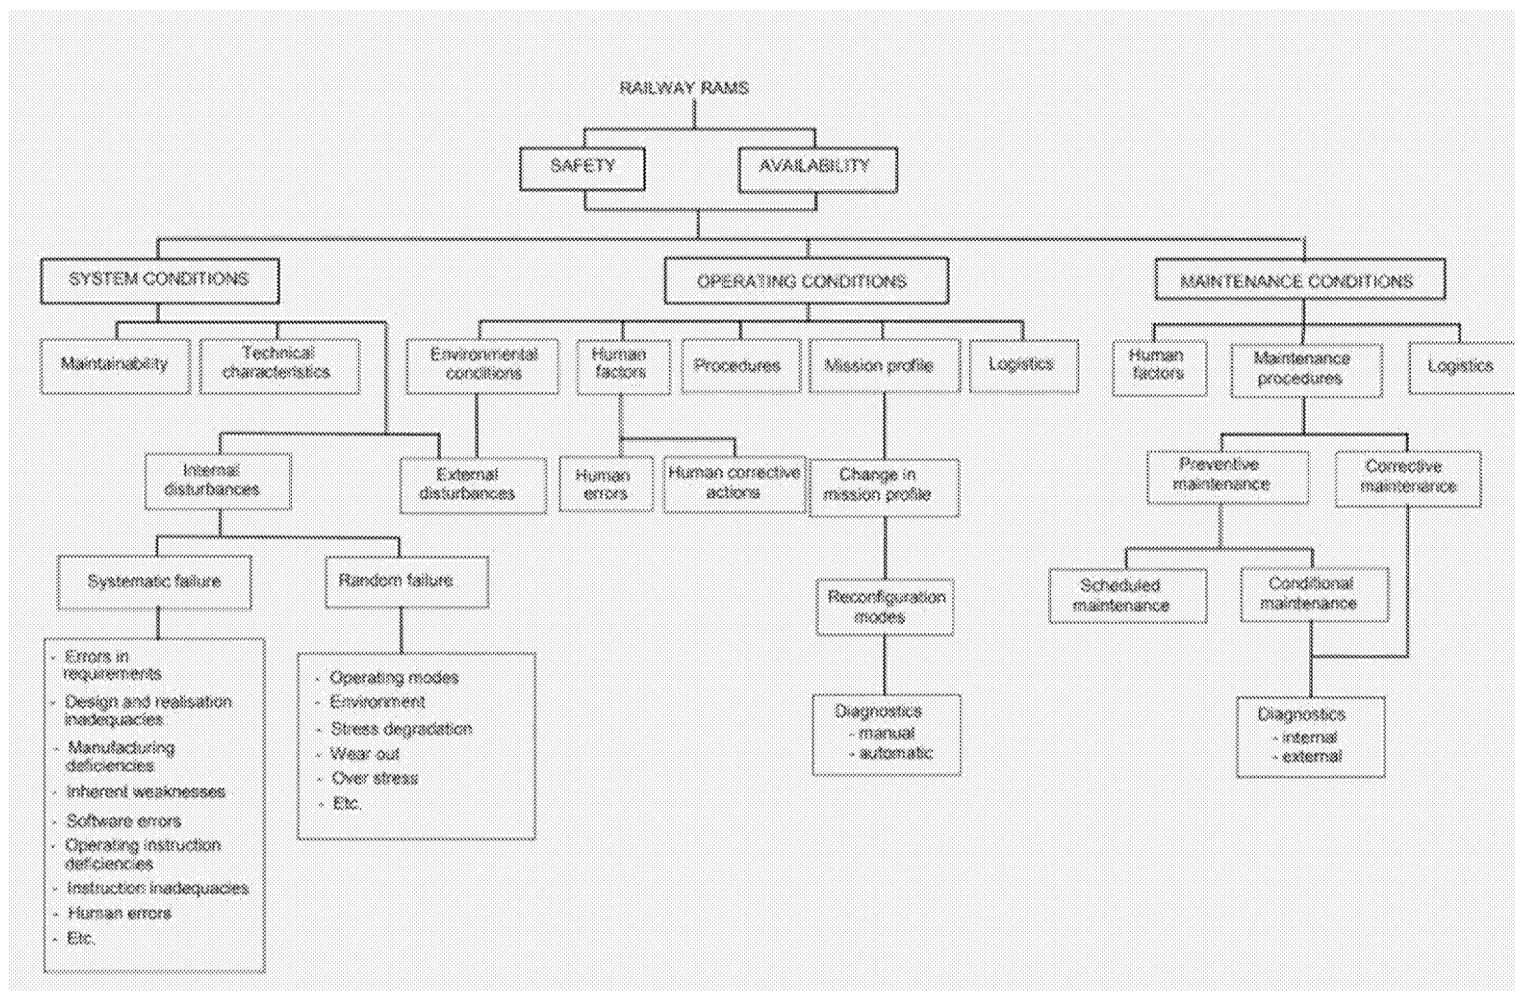 RAILWAY RAMS
SAFETY
AVAILABILITY
SYSTEM CONDITIONS
OPERATING CONDITIONS
MAINTENANCE CONDITIONS
Maintainability
Technical
characteristics
Environmental
conditions
Human
factors
Procedures
Mission profile
Logistics
Human
factors
Maintenance
procedures
Logistics
Internal
disturbances
External
disturbances
Human
errors
Human corrective
actions
Change in
mission profile
Preventive
maintenance
Corrective
maintenance
Systematic failure
Random failure
Reconfiguration
modes
Scheduled
maintenance
Conditional
maintenance
- Errors in
requirements
- Design and realisation
inadequacies
- Manufacturing
deficiencies
- Inherent weaknesses
- Software errors
- Operating instruction
deficiencies
- Instruction inadequacies
- Human errors
- Etc.
- Operating modes
- Environment
- Stress degradation
- Wear out
- Over stress
- Etc.
Diagnostics
- manual
- automatic
Diagnostics
- internal
- external